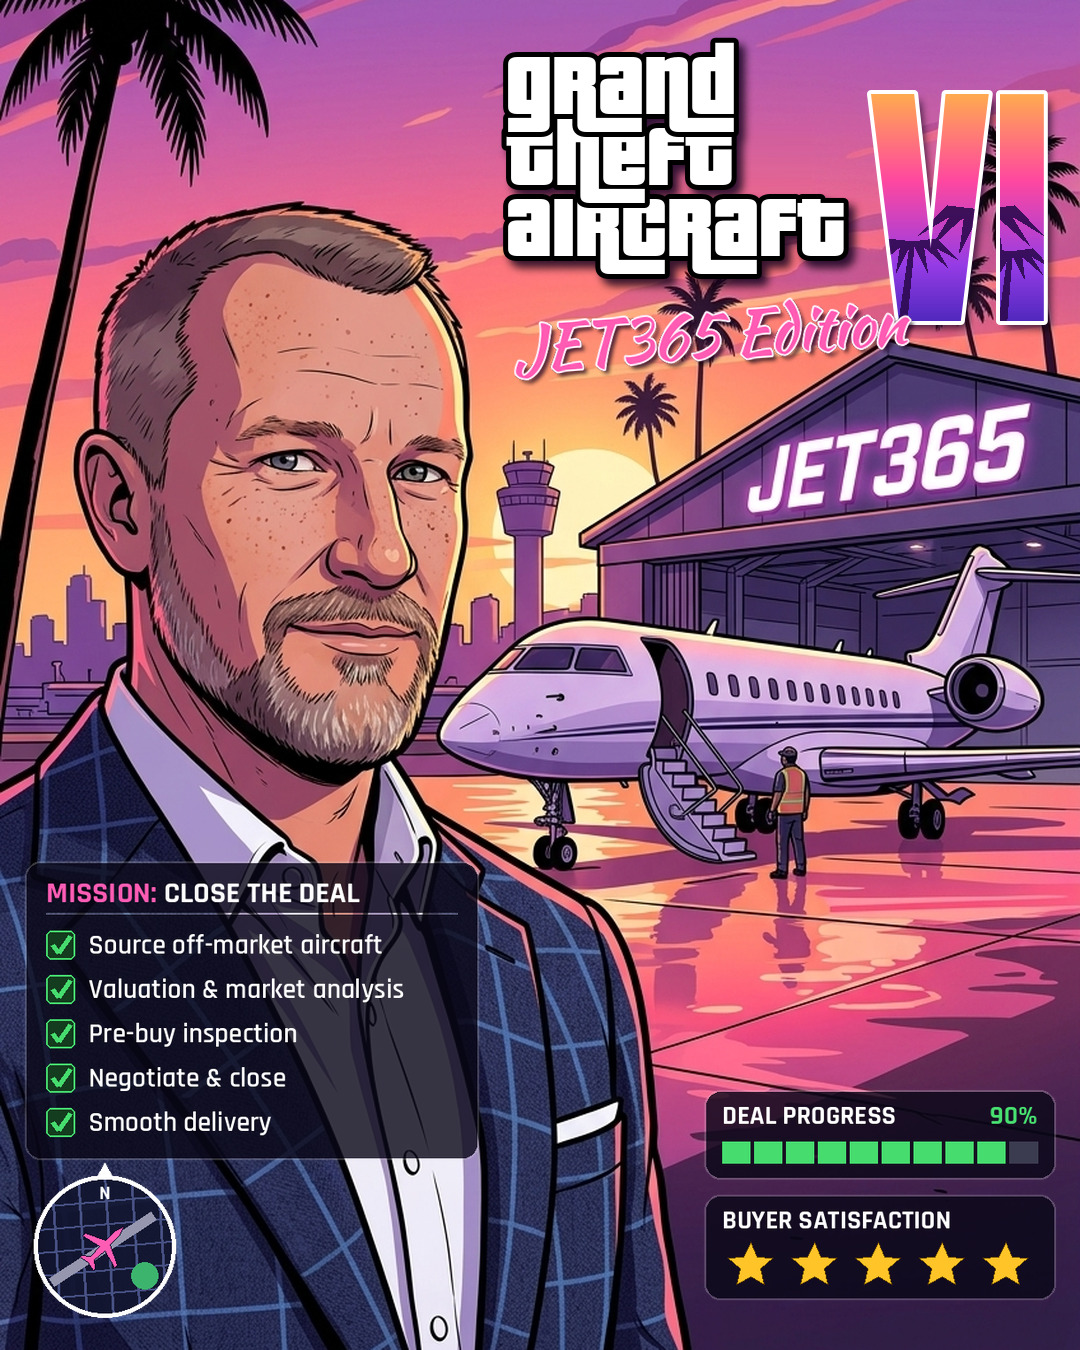 grand
theft
aircraft
VI
JET365 Edition
JET365
MISSION: CLOSE THE DEAL
Source off-market aircraft
Valuation & market analysis
Pre-buy inspection
Negotiate & close
Smooth delivery
N
DEAL PROGRESS 90%
BUYER SATISFACTION